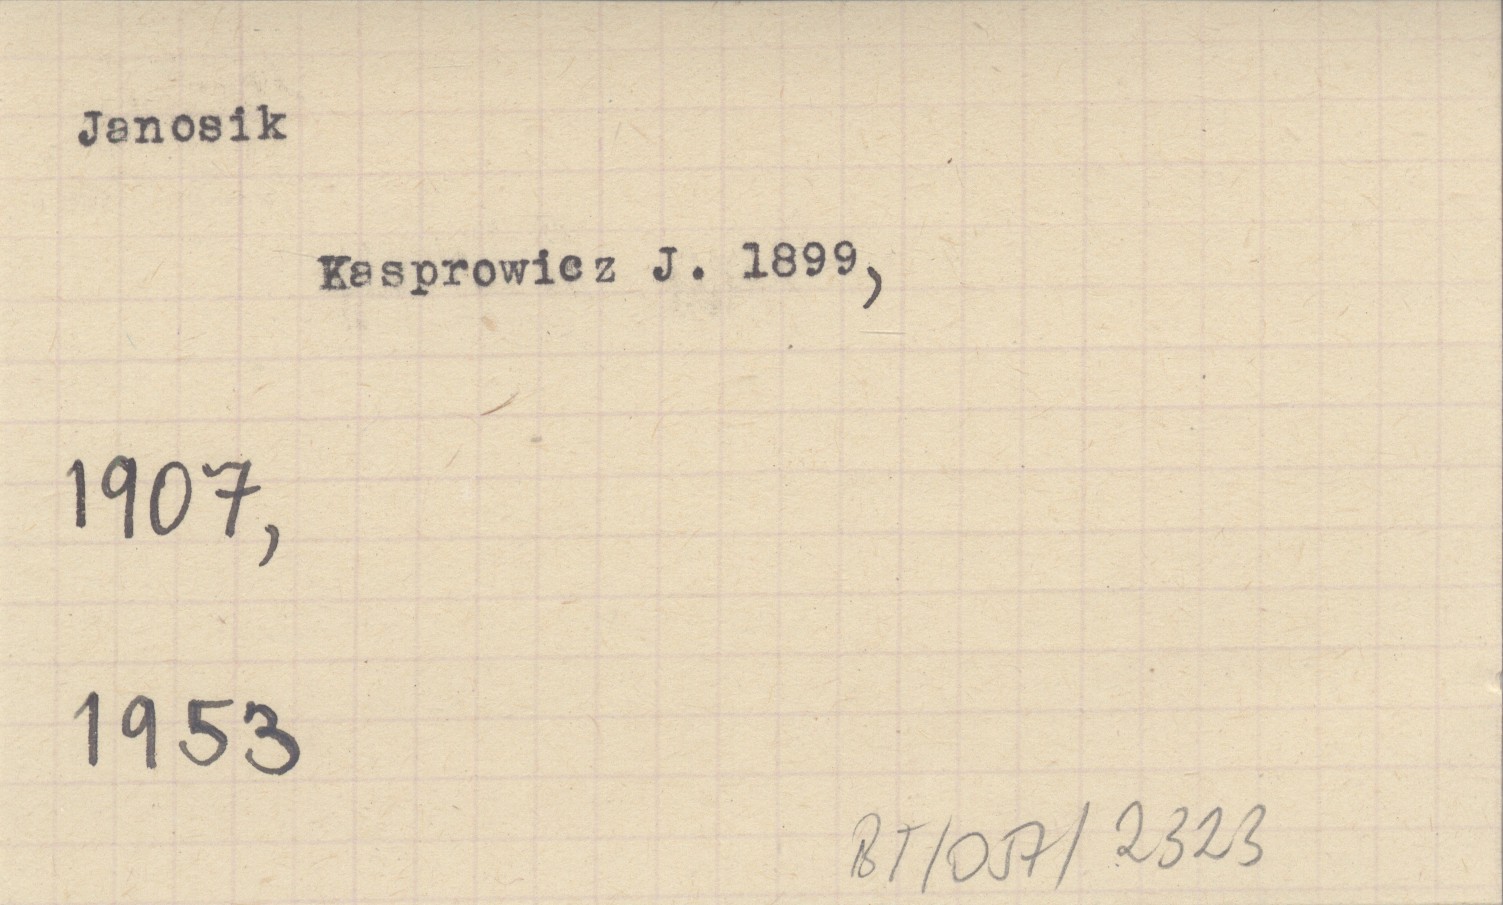 Janosik
Kasprowicz J. 1899,
1907,
1953
BT/057/2323